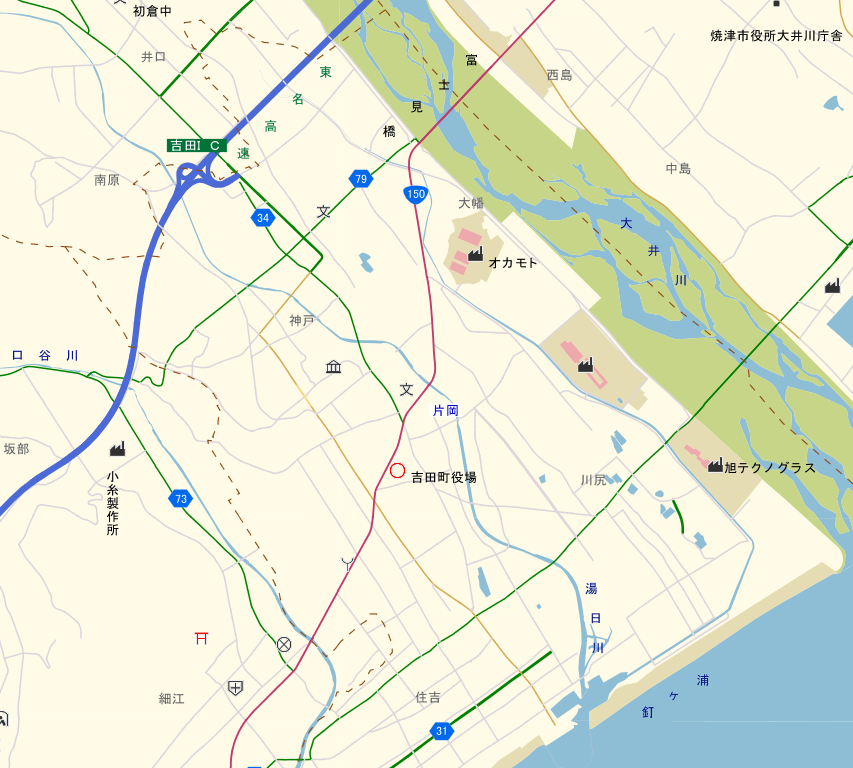 初倉中
焼津市役所大井川庁舎
井口
東名高速
富士見橋
西島
吉田I C
南原
79
150
中島
34
文
大幡
大井川
オカモト
神戸
口谷川
文
片岡
坂部
小糸製作所
吉田町役場
旭テクノグラス
川尻
73
湯日川
細江
住吉
浦ヶ釘
31